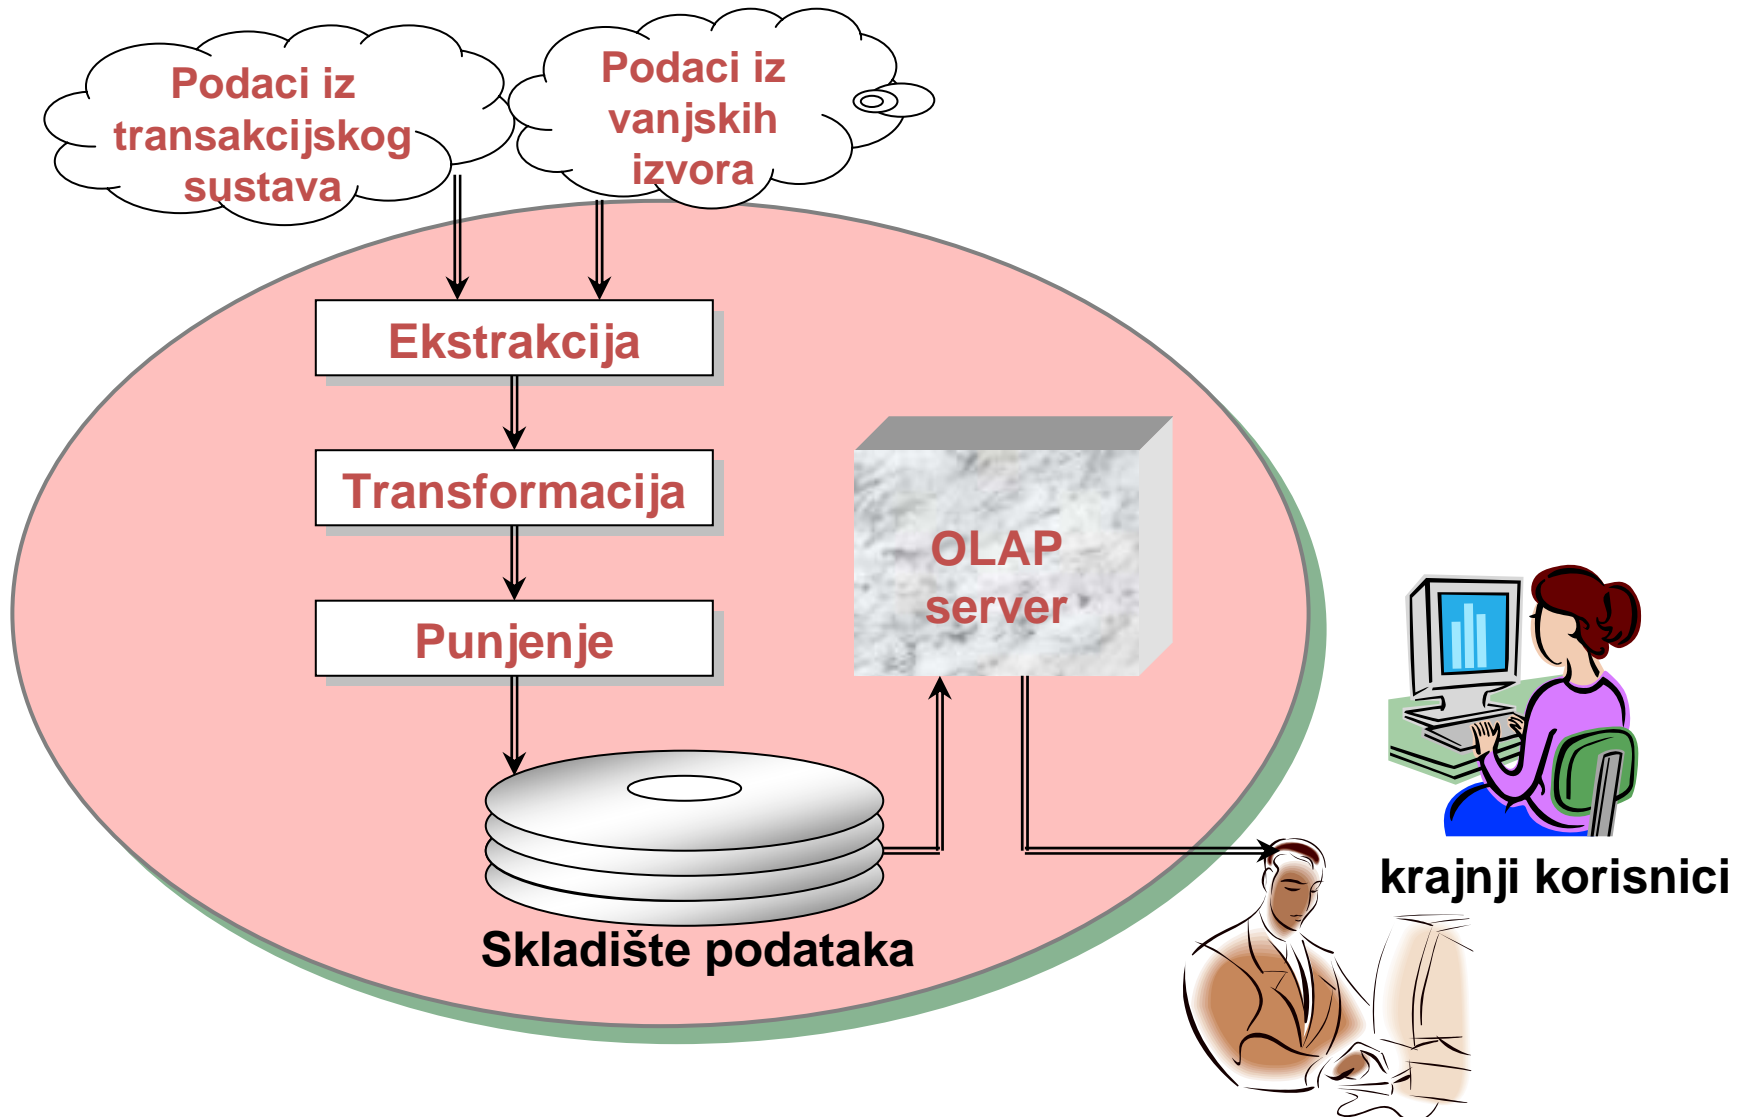 Podaci iz
transakcijskog
sustava
Podaci iz
vanjskih
izvora
Ekstrakcija
Transformacija
Punjenje
OLAP
server
Skladište podataka
krajnji korisnici